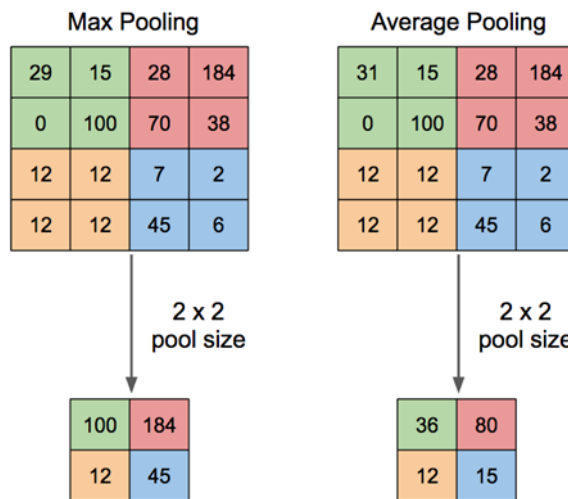 Max Pooling
29 15 28 184
0 100 70 38
12 12 7 2
12 12 45 6
2 x 2
pool size
100 184
12 45
Average Pooling
31 15 28 184
0 100 70 38
12 12 7 2
12 12 45 6
2 x 2
pool size
36 80
12 15